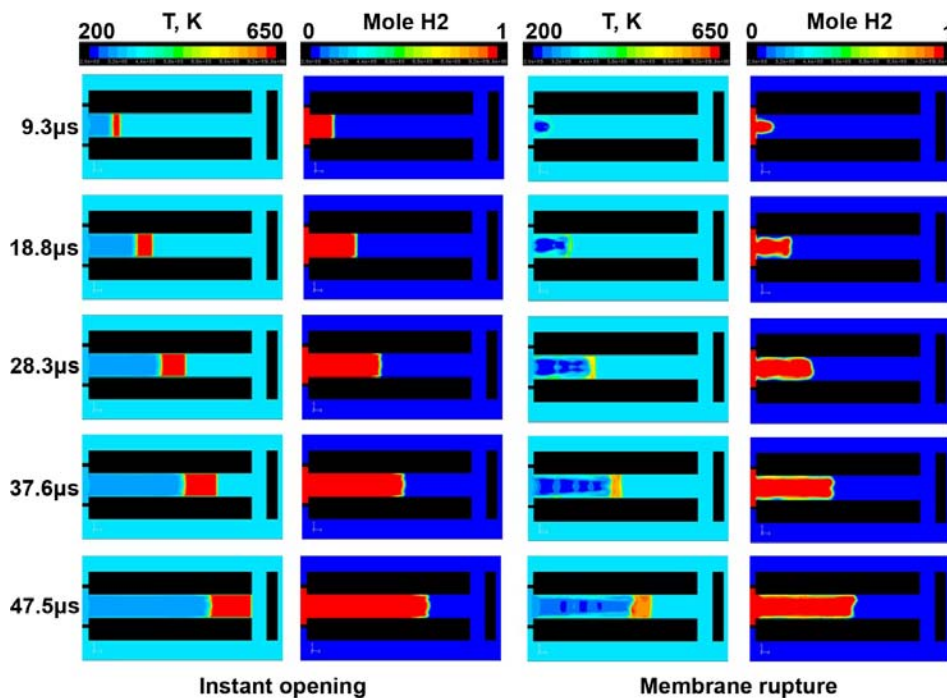 T, K Mole H2 T, K Mole H2
200 650 0 1 200 650 0 1
9.3µs
18.8µs
28.3µs
37.6µs
47.5µs
Instant opening Membrane rupture